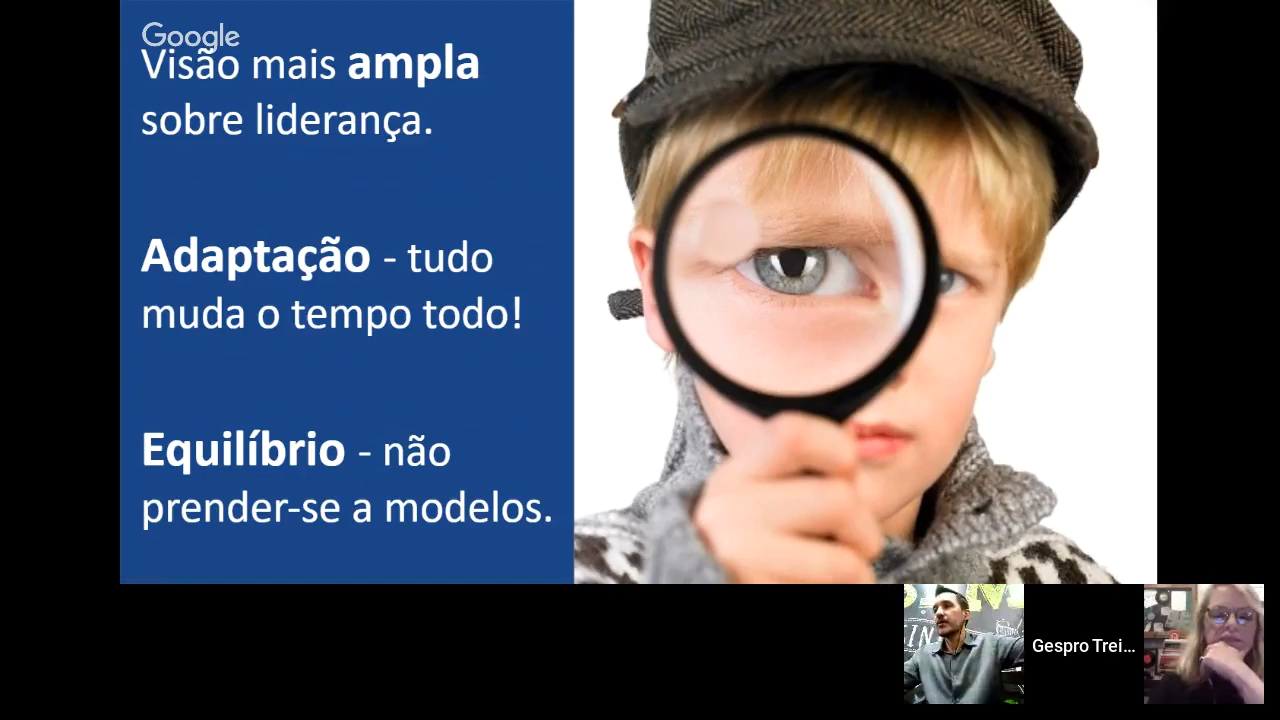 Google
Visão mais ampla
sobre liderança.
Adaptação - tudo
muda o tempo todo!
Equilíbrio - não
prender-se a modelos.
Gespro Trei...